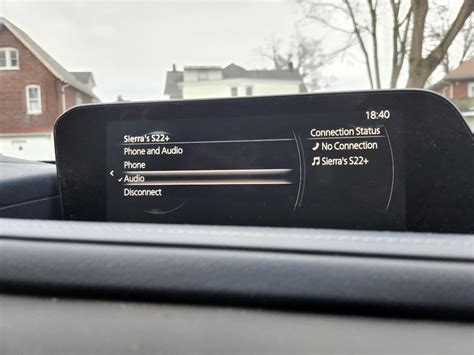 18:40
Sierra's S22+
Phone and Audio
Phone
Audio
Disconnect
Connection Status
No Connection
Sierra's S22+